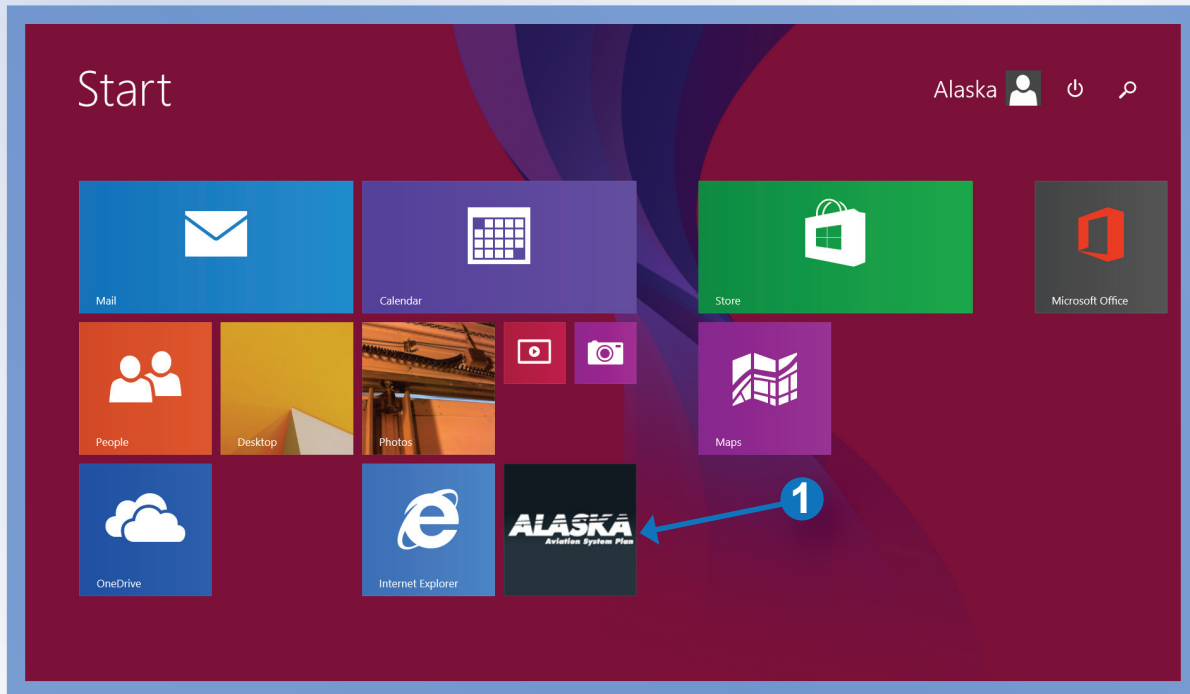 Start
Alaska
Mail
Calendar
Store
Microsoft Office
People
Desktop
Photos
Maps
1
OneDrive
Internet Explorer
ALASKA
Aviation System Plan